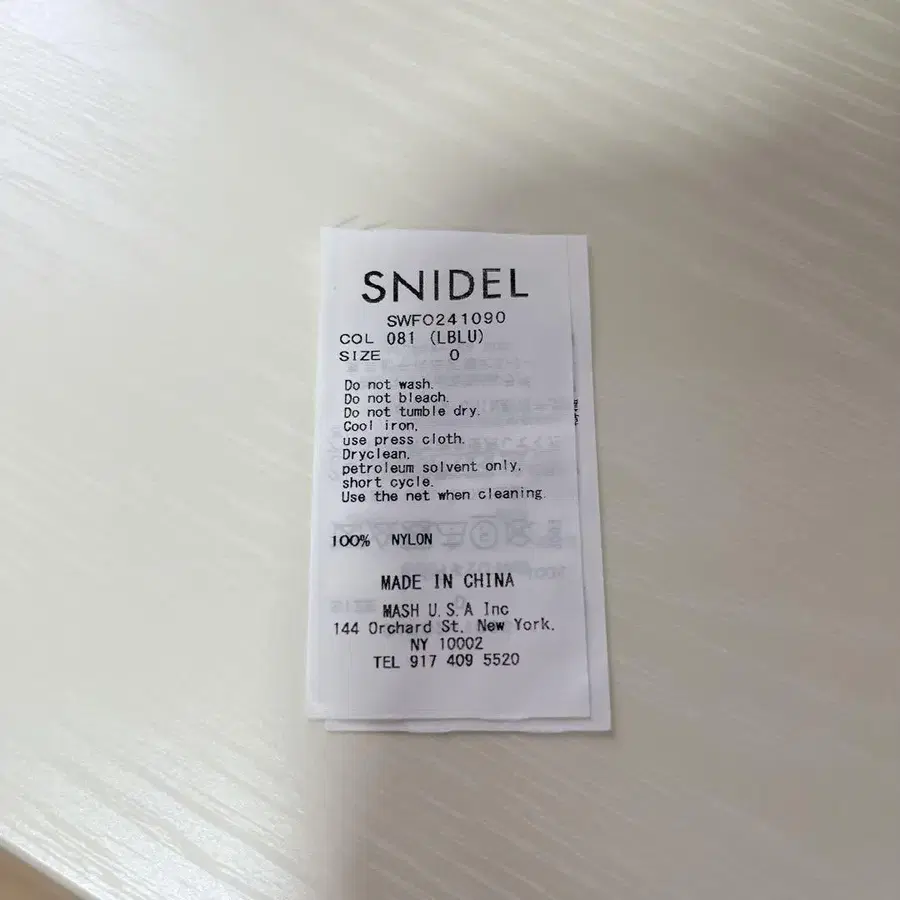 SNIDEL
SWFO241090
COL 081 (LBLU)
SIZE 0
Do not wash.
Do not bleach.
Do not tumble dry.
Cool iron,
use press cloth.
Dryclean,
petroleum solvent only,
short cycle.
Use the net when cleaning.
100% NYLON
MADE IN CHINA
MASH U.S.A Inc
144 Orchard St. New York.
NY 10002
TEL 917 409 5520